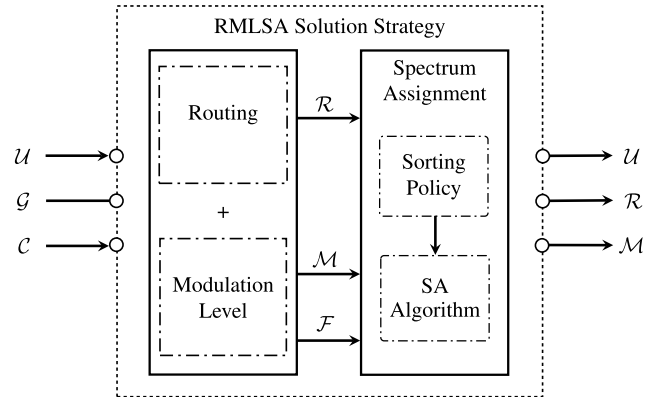 RMLSA Solution Strategy
Spectrum
Assignment
Routing
ℛ
𝒰
𝒢
𝒞
Sorting
Policy
𝒰
ℛ
ℳ
+
Modulation
Level
ℳ
ℱ
SA
Algorithm